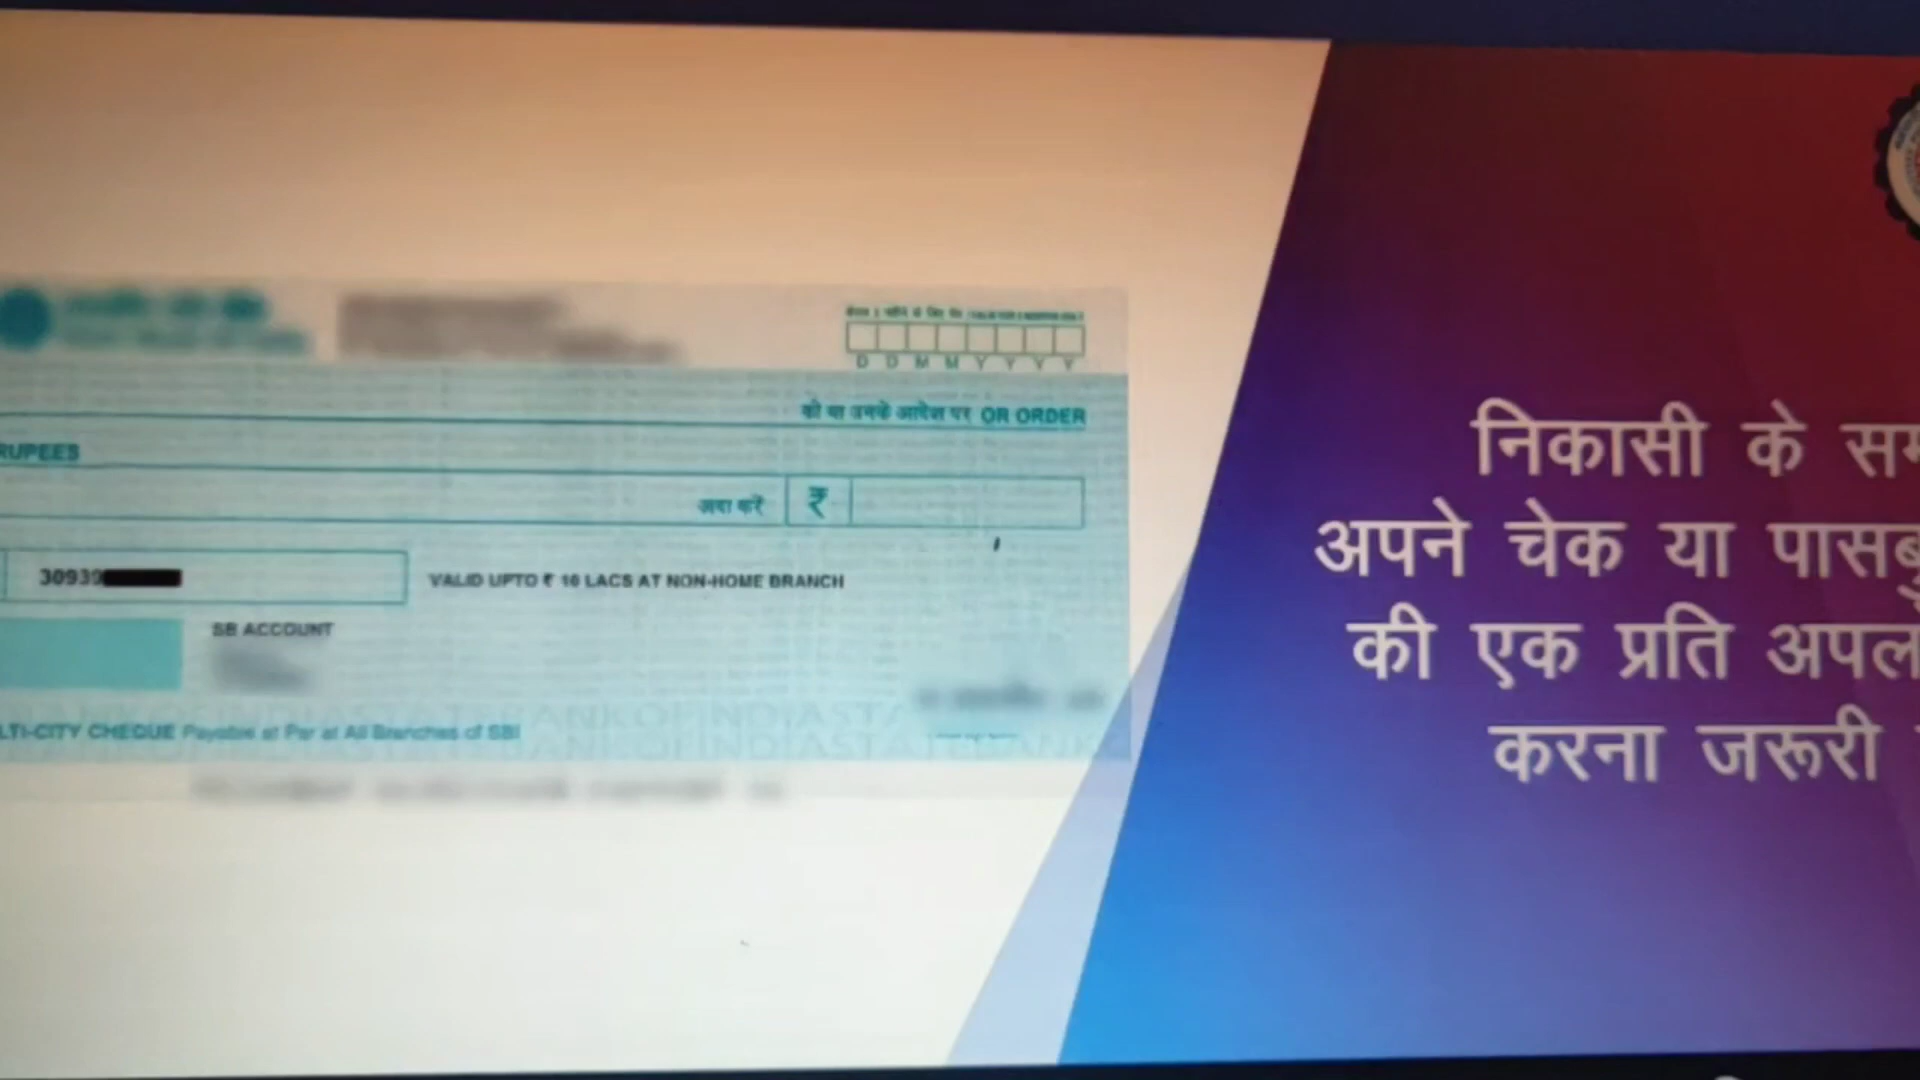 D D M M Y Y Y Y
को या उनके आदेश पर OR ORDER
RUPEES
अदा करें ₹
30939
VALID UPTO ₹ 10 LACS AT NON-HOME BRANCH
SB ACCOUNT
LTI-CITY CHEQUE Payable at Par at All Branches of SBI
निकासी के सम
अपने चेक या पासबु
की एक प्रति अपल
करना जरूरी